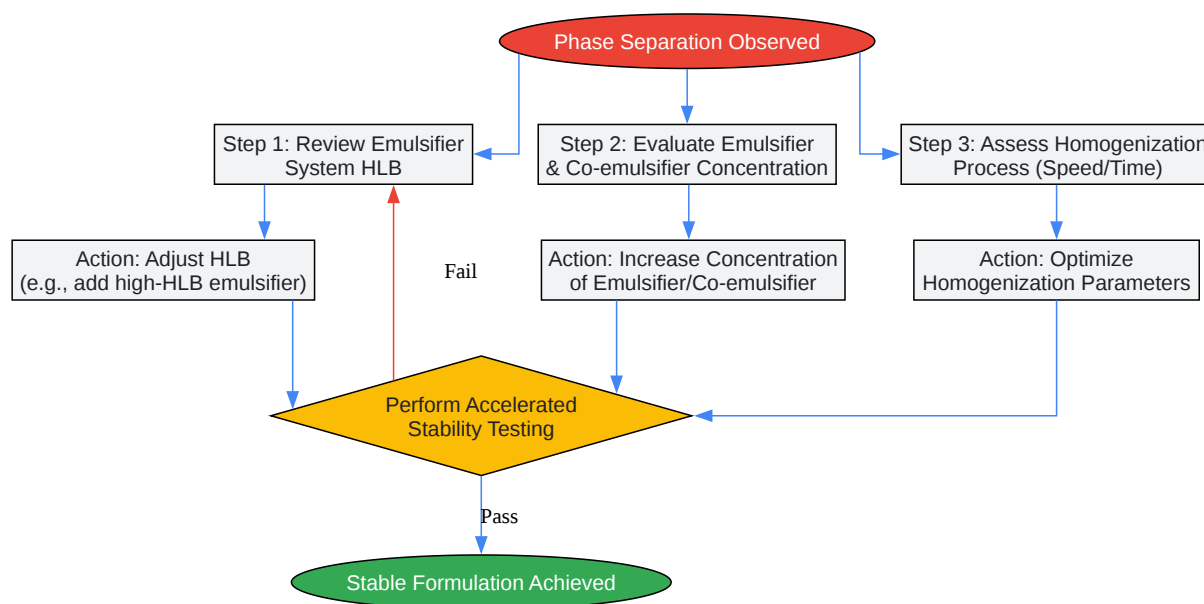 Phase Separation Observed
Step 1: Review Emulsifier
System HLB
Step 2: Evaluate Emulsifier
& Co-emulsifier Concentration
Step 3: Assess Homogenization
Process (Speed/Time)
Action: Adjust HLB
(e.g., add high-HLB emulsifier)
Fail
Action: Increase Concentration
of Emulsifier/Co-emulsifier
Action: Optimize
Homogenization Parameters
Perform Accelerated
Stability Testing
Pass
Stable Formulation Achieved